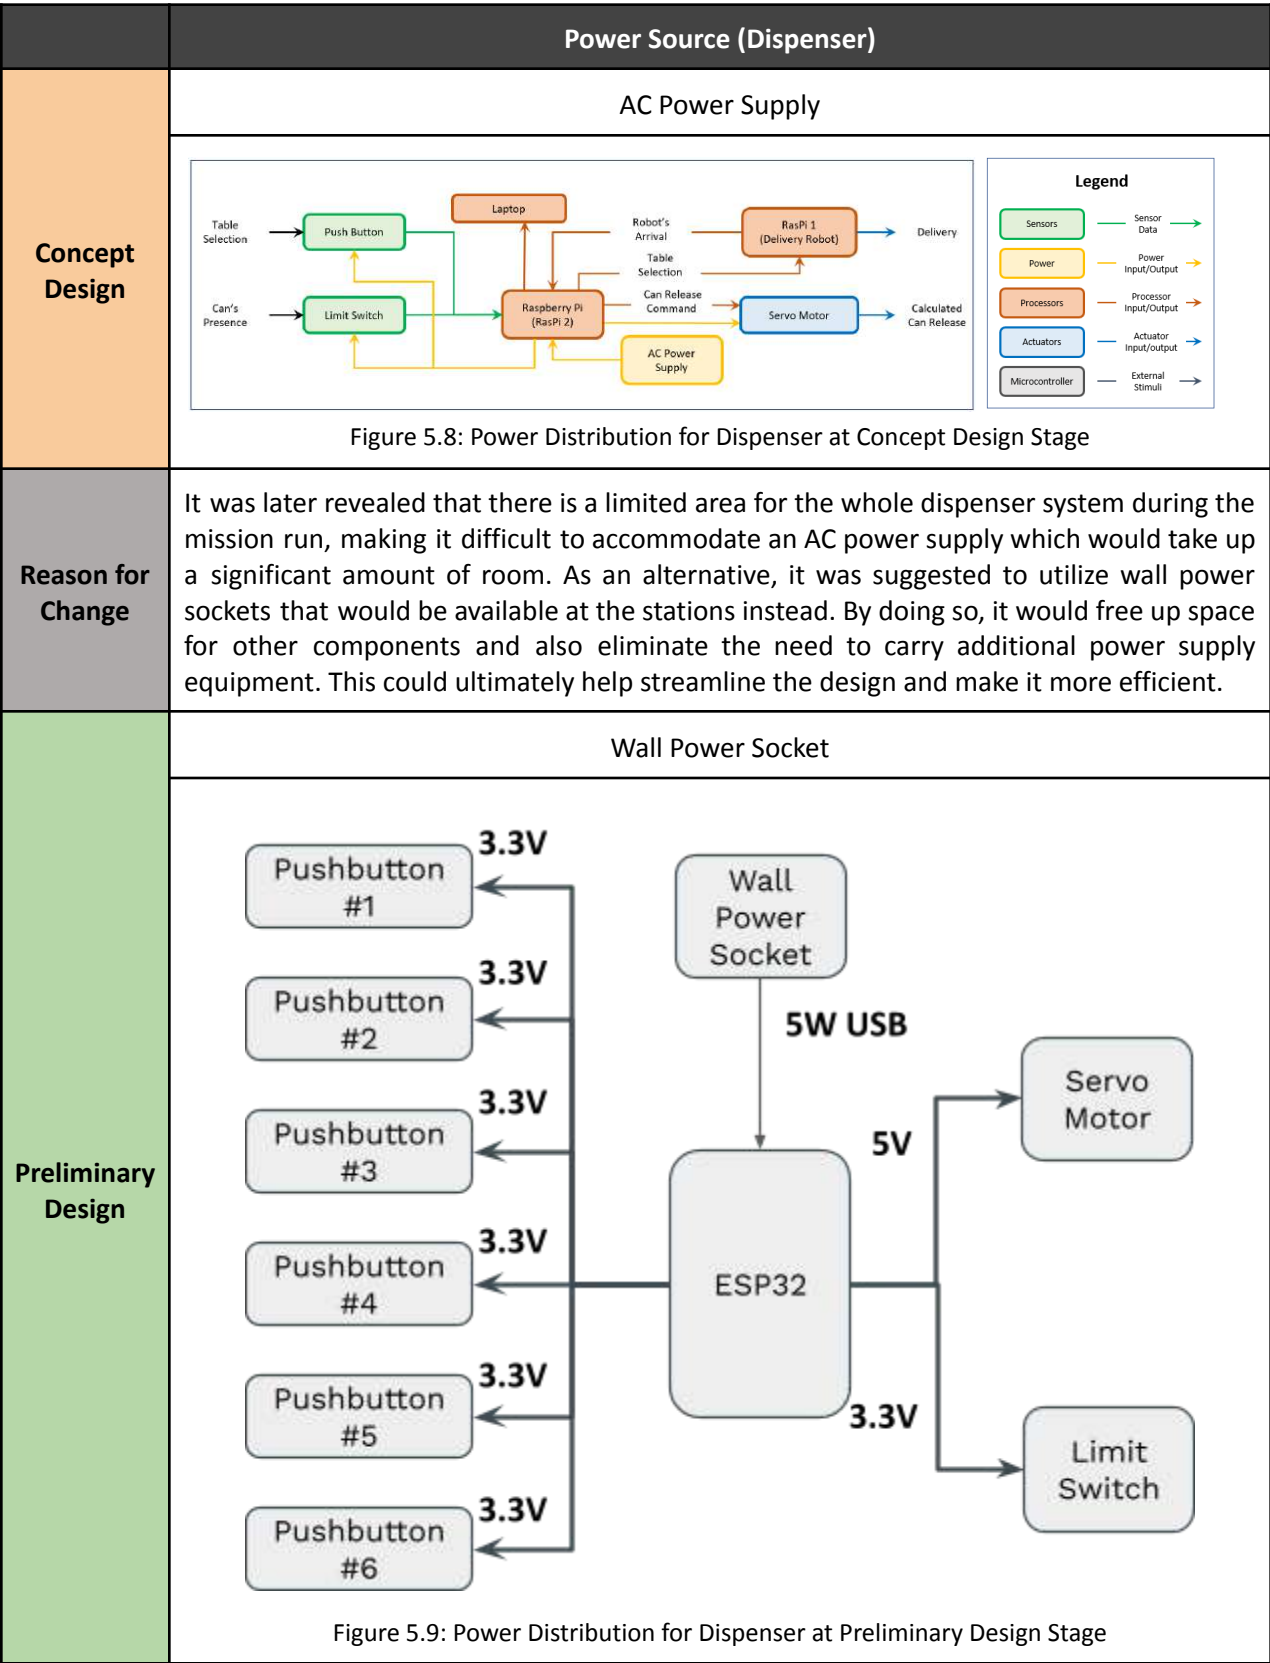 Power Source (Dispenser)
Concept
Design
AC Power Supply
Table
Selection
Push Button
Laptop
Robot's
Arrival
RasPi 1
(Delivery Robot)
Delivery
Table
Selection
Can's
Presence
Limit Switch
Raspberry Pi
(RasPi 2)
Can Release
Command
Servo Motor
Calculated
Can Release
AC Power
Supply
Legend
Sensors
Sensor
Data
Power
Power
Input/Output
Processors
Processor
Input/Output
Actuators
Actuator
Input/output
Microcontroller
External
Stimuli
Figure 5.8: Power Distribution for Dispenser at Concept Design Stage
Reason for
Change
It was later revealed that there is a limited area for the whole dispenser system during the
mission run, making it difficult to accommodate an AC power supply which would take up
a significant amount of room. As an alternative, it was suggested to utilize wall power
sockets that would be available at the stations instead. By doing so, it would free up space
for other components and also eliminate the need to carry additional power supply
equipment. This could ultimately help streamline the design and make it more efficient.
Preliminary
Design
Wall Power Socket
Pushbutton
#1
3.3V
Pushbutton
#2
3.3V
Pushbutton
#3
3.3V
Pushbutton
#4
3.3V
Pushbutton
#5
3.3V
Pushbutton
#6
3.3V
Wall
Power
Socket
5W USB
ESP32
5V
Servo
Motor
3.3V
Limit
Switch
Figure 5.9: Power Distribution for Dispenser at Preliminary Design Stage